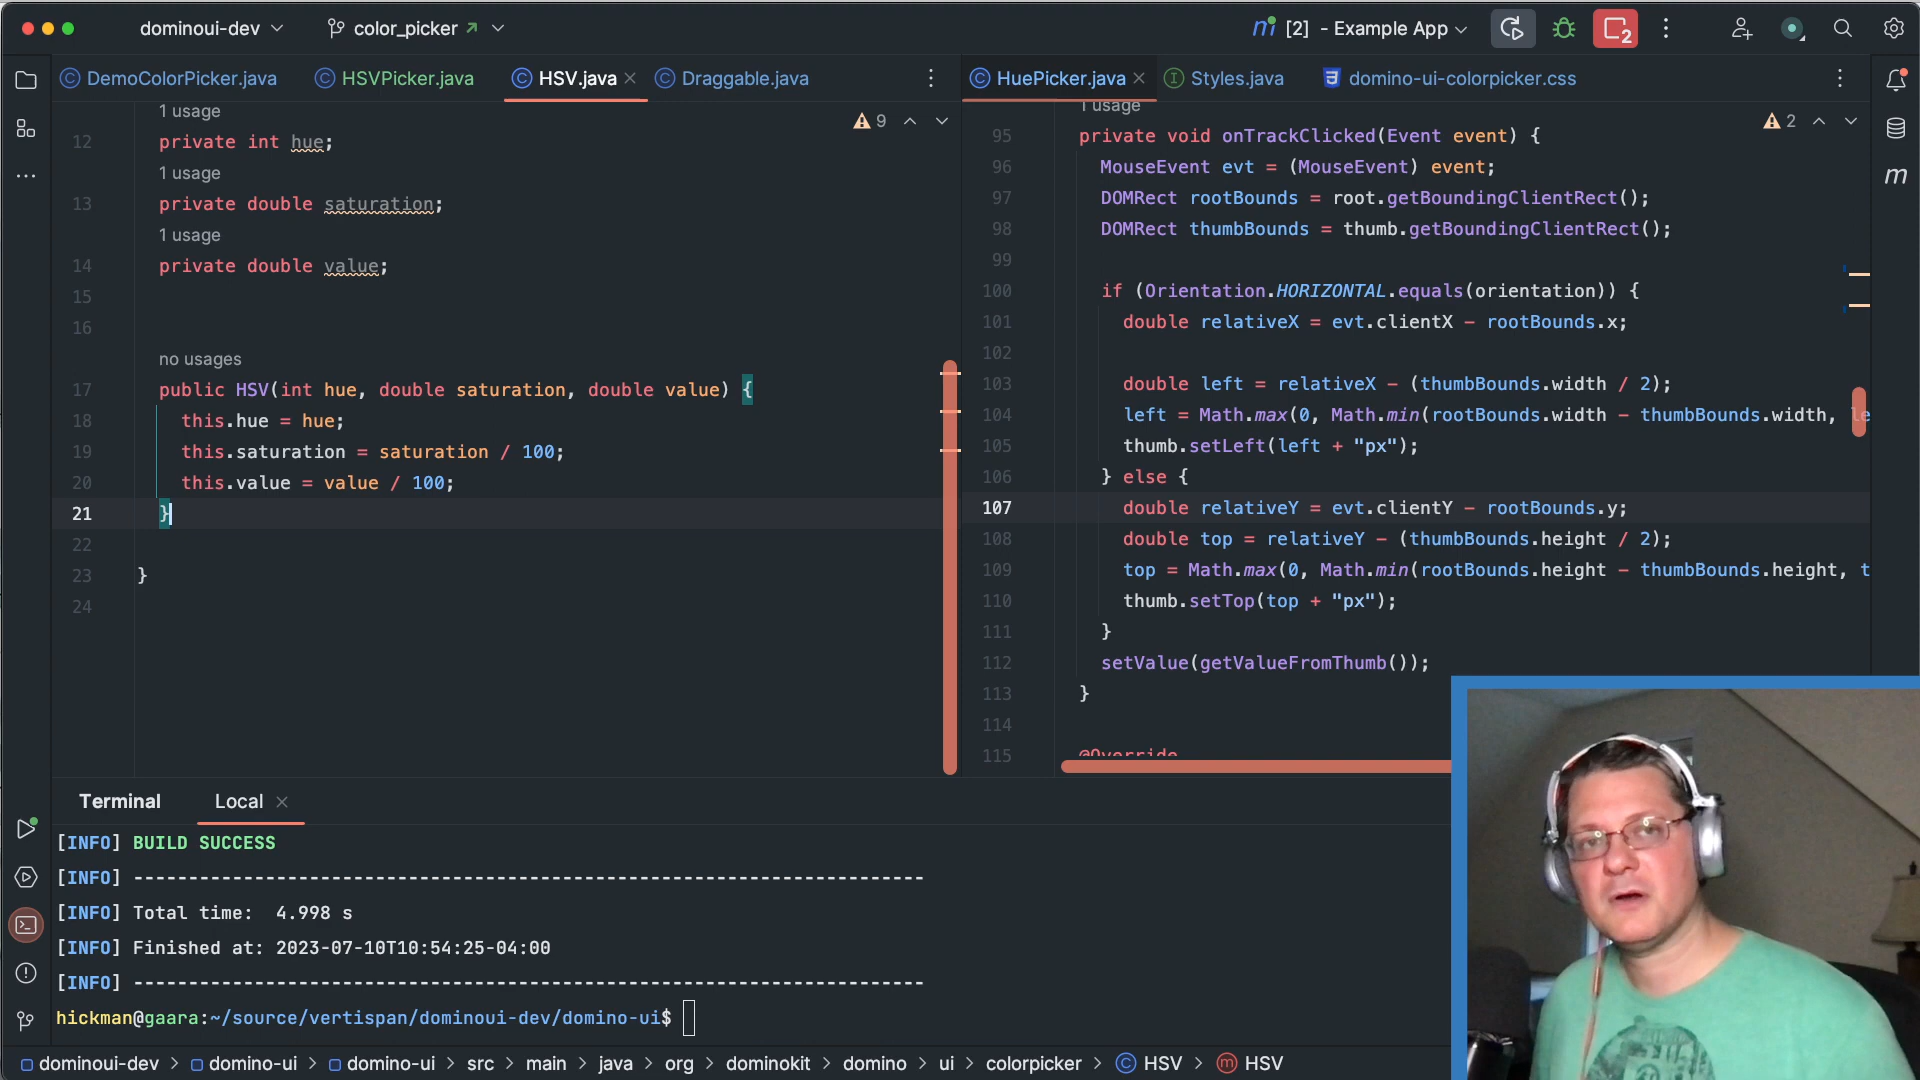 dominoui-dev
color_picker
[2] - Example App
2
DemoColorPicker.java
HSVPicker.java
HSV.java
Draggable.java
1 usage
9
12 private int hue;
1 usage
13 private double saturation;
1 usage
14 private double value;
15
16
no usages
17 public HSV(int hue, double saturation, double value) {
18 this.hue = hue;
19 this.saturation = saturation / 100;
20 this.value = value / 100;
21 }
22
23 }
24
HuePicker.java
Styles.java
domino-ui-colorpicker.css
1 usage
2
95 private void onTrackClicked(Event event) {
96 MouseEvent evt = (MouseEvent) event;
97 DOMRect rootBounds = root.getBoundingClientRect();
98 DOMRect thumbBounds = thumb.getBoundingClientRect();
99
100 if (Orientation.HORIZONTAL.equals(orientation)) {
101 double relativeX = evt.clientX - rootBounds.x;
102
103 double left = relativeX - (thumbBounds.width / 2);
104 left = Math.max(0, Math.min(rootBounds.width - thumbBounds.width, le
105 thumb.setLeft(left + "px");
106 } else {
107 double relativeY = evt.clientY - rootBounds.y;
108 double top = relativeY - (thumbBounds.height / 2);
109 top = Math.max(0, Math.min(rootBounds.height - thumbBounds.height, t
110 thumb.setTop(top + "px");
111 }
112 setValue(getValueFromThumb());
113 }
114
115 @Override
m
Terminal
Local
[INFO] BUILD SUCCESS
[INFO] ------------------------------------------------------------------------
[INFO] Total time:  4.998 s
[INFO] Finished at: 2023-07-10T10:54:25-04:00
[INFO] ------------------------------------------------------------------------
hickman@gaara:~/source/vertispan/dominoui-dev/domino-ui$
dominoui-dev > domino-ui > domino-ui > src > main > java > org > dominokit > domino > ui > colorpicker > HSV > HSV